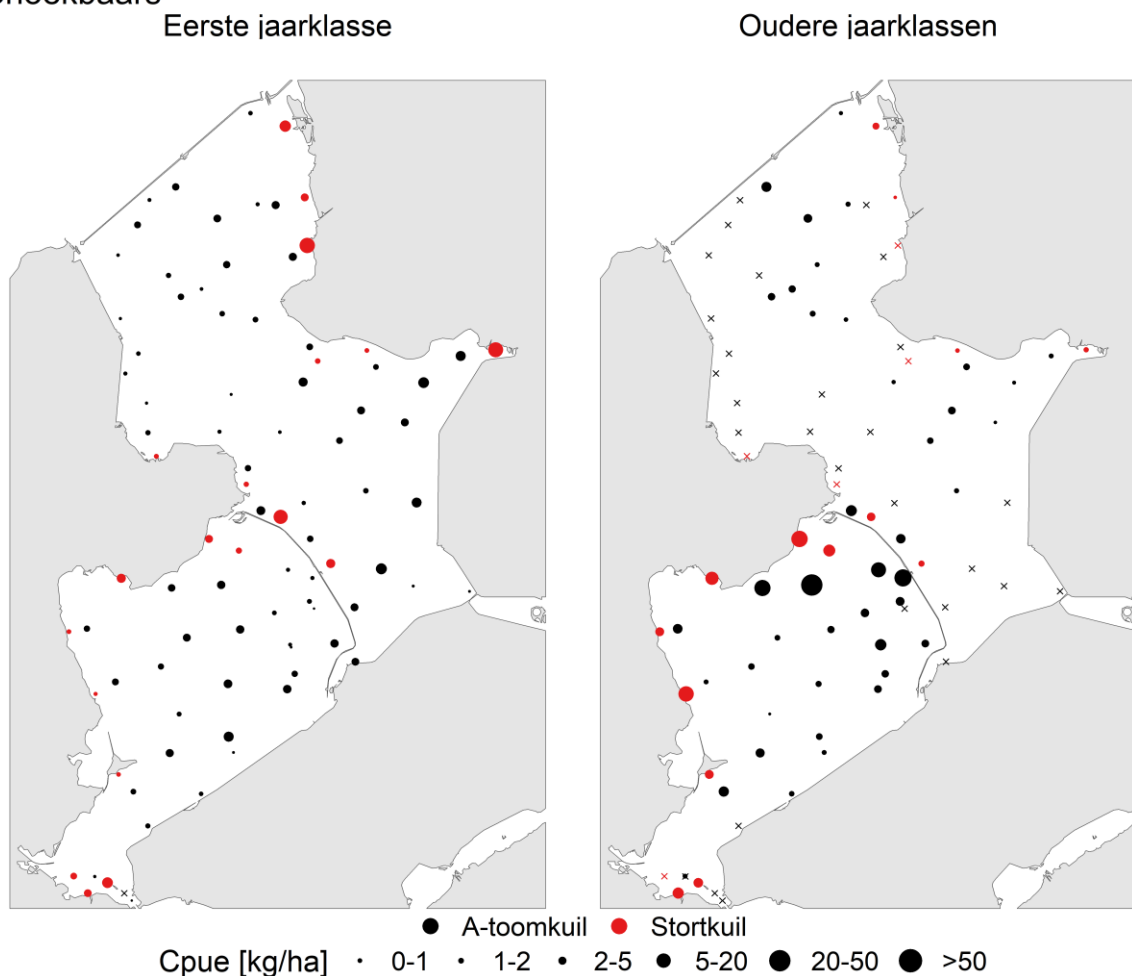 Eerste jaarklasse
Oudere jaarklassen
A-toomkuil Stortkuil
Cpue [kg/ha] 0-1 1-2 2-5 5-20 20-50 >50